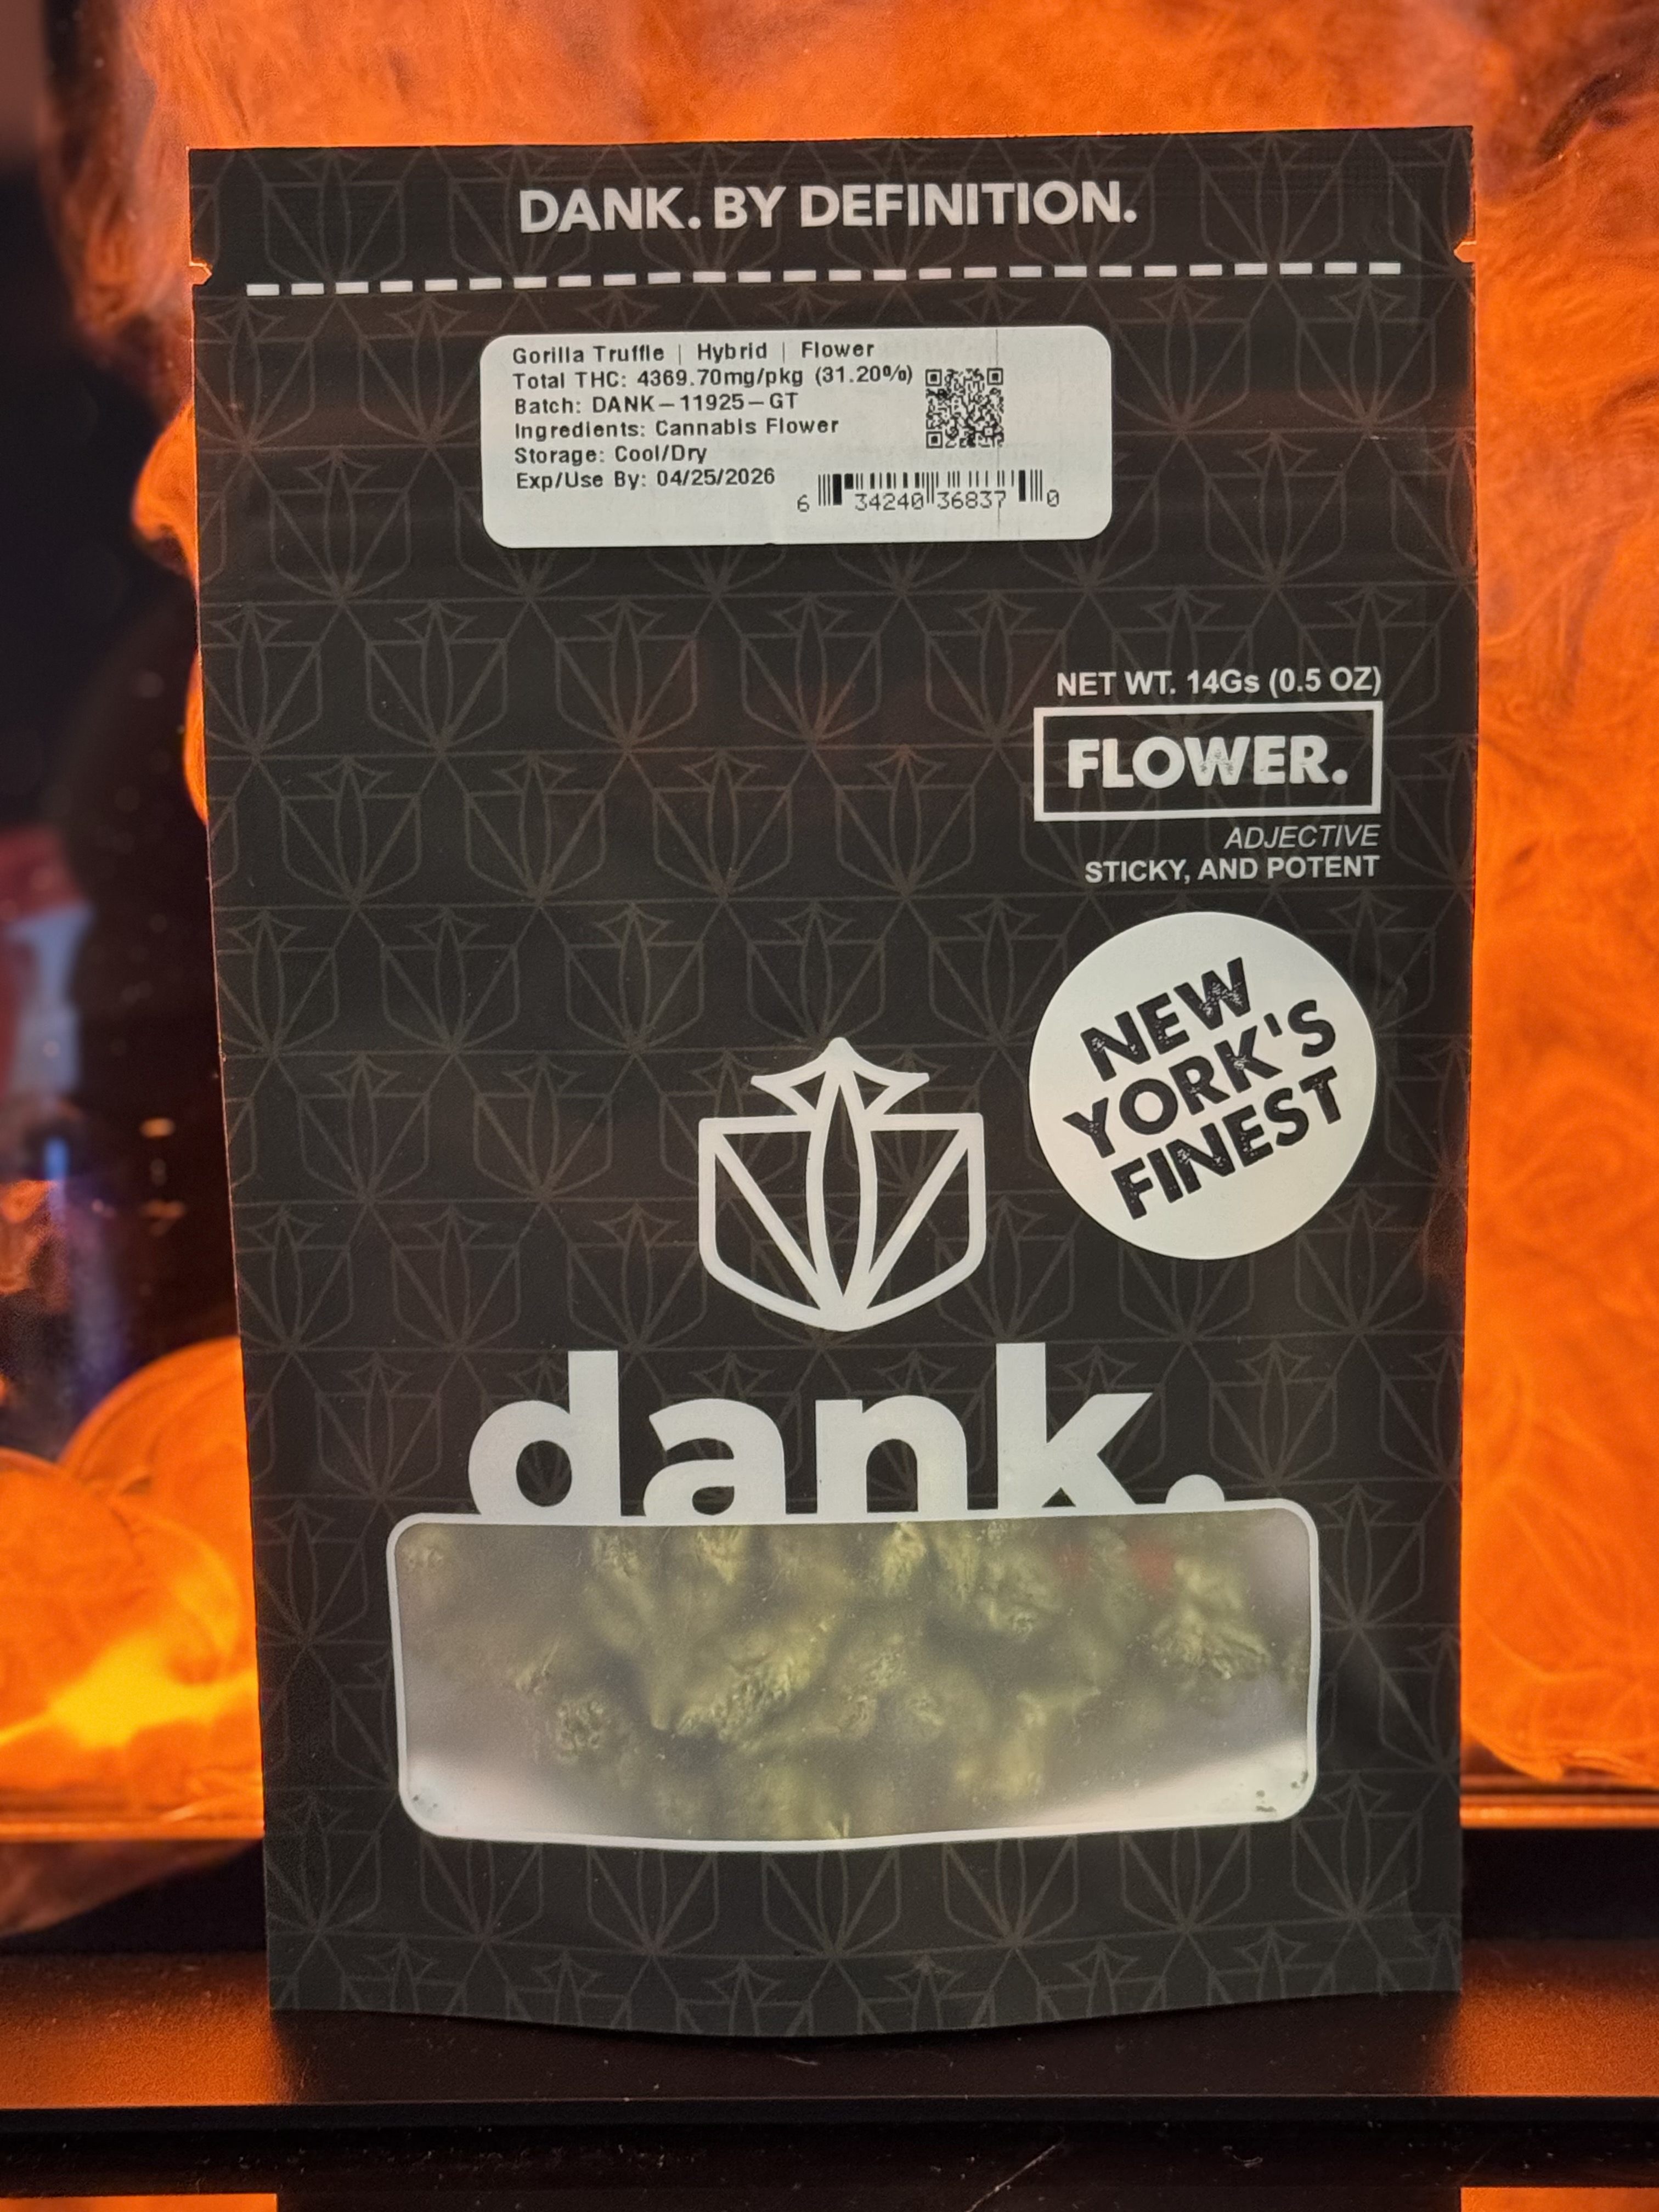 DANK. BY DEFINITION.
Gorilla Truffle | Hybrid | Flower
Total THC: 4369.70mg/pkg (31.20%)
Batch: DANK-11925-GT
Ingredients: Cannabis Flower
Storage: Cool/Dry
Exp/Use By: 04/25/2026
6 34240 36837 0
NET WT. 14Gs (0.5 OZ)
FLOWER.
ADJECTIVE
STICKY, AND POTENT
NEW
YORK'S
FINEST
dank.